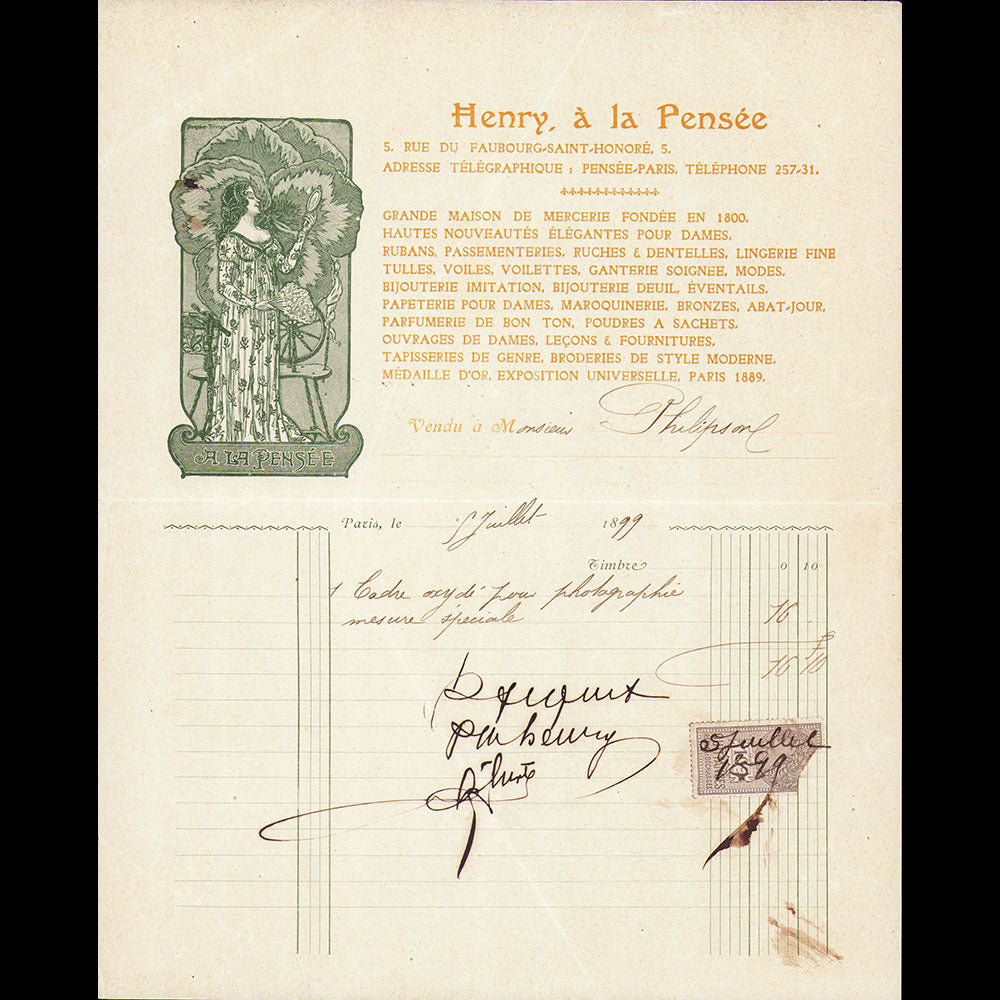 Henry, à la Pensée
5. RUE DU FAUBOURG-SAINT-HONORÉ, 5.
ADRESSE TÉLÉGRAPHIQUE : PENSÉE-PARIS, TÉLÉPHONE 257-31.
GRANDE MAISON DE MERCERIE FONDÉE EN 1800.
HAUTES NOUVEAUTÉS ÉLÉGANTES POUR DAMES.
RUBANS, PASSEMENTERIES, RUCHES & DENTELLES, LINGERIE FINE
TULLES, VOILES, VOILETTES, GANTERIE SOIGNEE, MODES.
BIJOUTERIE IMITATION, BIJOUTERIE DEUIL, ÉVENTAILS.
PAPETERIE POUR DAMES, MAROQUINERIE, BRONZES, ABAT-JOUR,
PARFUMERIE DE BON TON, POUDRES A SACHETS.
OUVRAGES DE DAMES, LEÇONS & FOURNITURES.
TAPISSERIES DE GENRE, BRODERIES DE STYLE MODERNE.
MÉDAILLE D'OR, EXPOSITION UNIVERSELLE, PARIS 1889.
Vendu à Monsieur Philipson
A LA PENSÉE
Paris, le 5 Juillet 1899
Timbre 0 10
1 Cadre oxydé pour photographie
mesure spéciale 16
16 10
5 juillet
1899